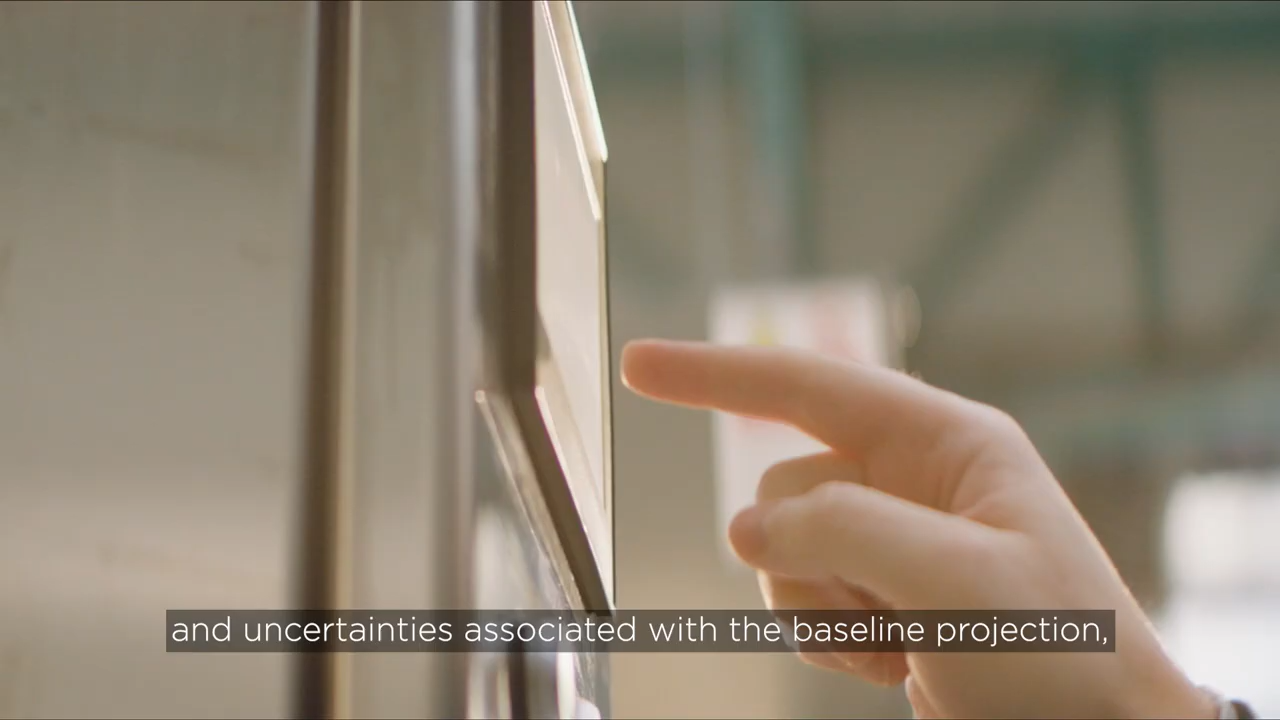 and uncertainties associated with the baseline projection,